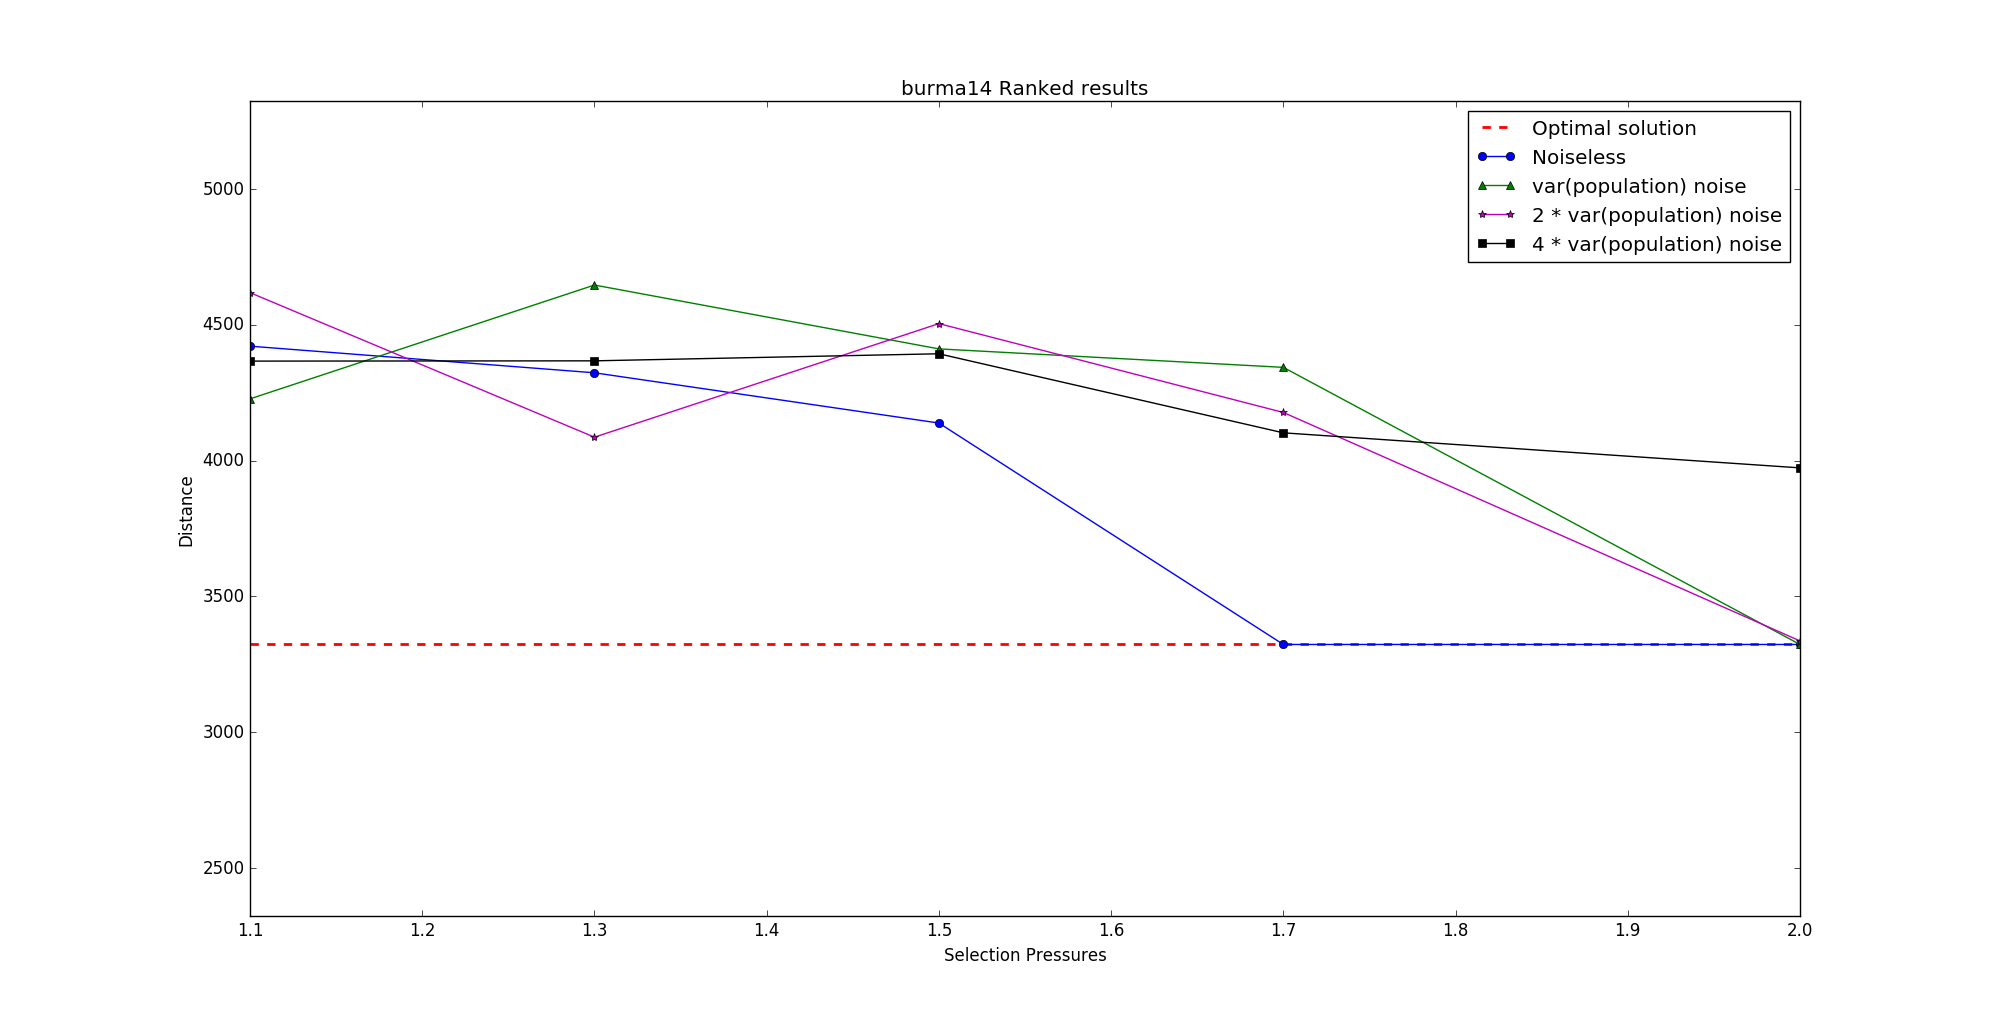 burma14 Ranked results
Optimal solution
Noiseless
var(population) noise
2 * var(population) noise
4 * var(population) noise
5000
4500
4000
3500
3000
2500
Distance
1.1 1.2 1.3 1.4 1.5 1.6 1.7 1.8 1.9 2.0
Selection Pressures